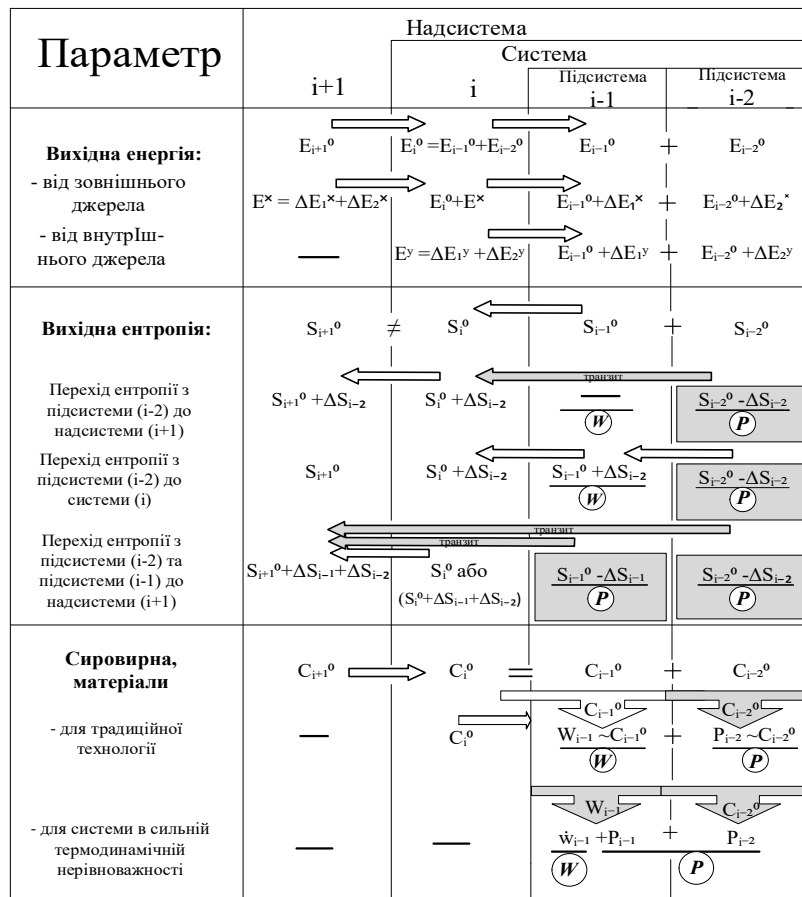 Параметр
Надсистема
Система
i+1
i
Підсистема
i-1
Підсистема
i-2
Вихідна енергія:
Eᵢ₊₁⁰ Eᵢ⁰ =Eᵢ₋₁⁰+Eᵢ₋₂⁰ Eᵢ₋₁⁰ + Eᵢ₋₂⁰
- від зовнішнього
джерела
Eˣ = ΔE₁ˣ+ΔE₂ˣ Eᵢ⁰+Eˣ Eᵢ₋₁⁰+ΔE₁ˣ + Eᵢ₋₂⁰+ΔE₂ˣ
- від внутрІш-
нього джерела
— Eʸ =ΔE₁ʸ +ΔE₂ʸ Eᵢ₋₁⁰ +ΔE₁ʸ + Eᵢ₋₂⁰ +ΔE₂ʸ
Вихідна ентропія:
Sᵢ₊₁⁰ ≠ Sᵢ⁰ Sᵢ₋₁⁰ + Sᵢ₋₂⁰
Перехід ентропії з
підсистеми (i-2) до
надсистеми (i+1)
транзит
Sᵢ₊₁⁰ +ΔSᵢ₋₂ Sᵢ⁰ +ΔSᵢ₋₂ — Sᵢ₋₂⁰ -ΔSᵢ₋₂
W P
Перехід ентропії з
підсистеми (i-2) до
системи (i)
Sᵢ₊₁⁰ Sᵢ⁰ +ΔSᵢ₋₂ Sᵢ₋₁⁰ +ΔSᵢ₋₂ Sᵢ₋₂⁰ -ΔSᵢ₋₂
W P
Перехід ентропії з
підсистеми (i-2) та
підсистеми (i-1) до
надсистеми (i+1)
транзит
транзит
Sᵢ₊₁⁰+ΔSᵢ₋₁+ΔSᵢ₋₂ Sᵢ⁰ або Sᵢ₋₁⁰ -ΔSᵢ₋₁ Sᵢ₋₂⁰ -ΔSᵢ₋₂
(Sᵢ⁰+ΔSᵢ₋₁+ΔSᵢ₋₂) P P
Сировирна,
матеріали
Cᵢ₊₁⁰ Cᵢ⁰ = Cᵢ₋₁⁰ + Cᵢ₋₂⁰
- для традиційної
технології
Cᵢ₋₁⁰ Cᵢ₋₂⁰
— Cᵢ⁰ Wᵢ₋₁ ~Cᵢ₋₁⁰ + Pᵢ₋₂ ~Cᵢ₋₂⁰
W P
- для системи в сильній
термодинамічній
нерівноважності
Wᵢ₋₁ Cᵢ₋₂⁰
— — ẇᵢ₋₁ +Pᵢ₋₁ + Pᵢ₋₂
W P